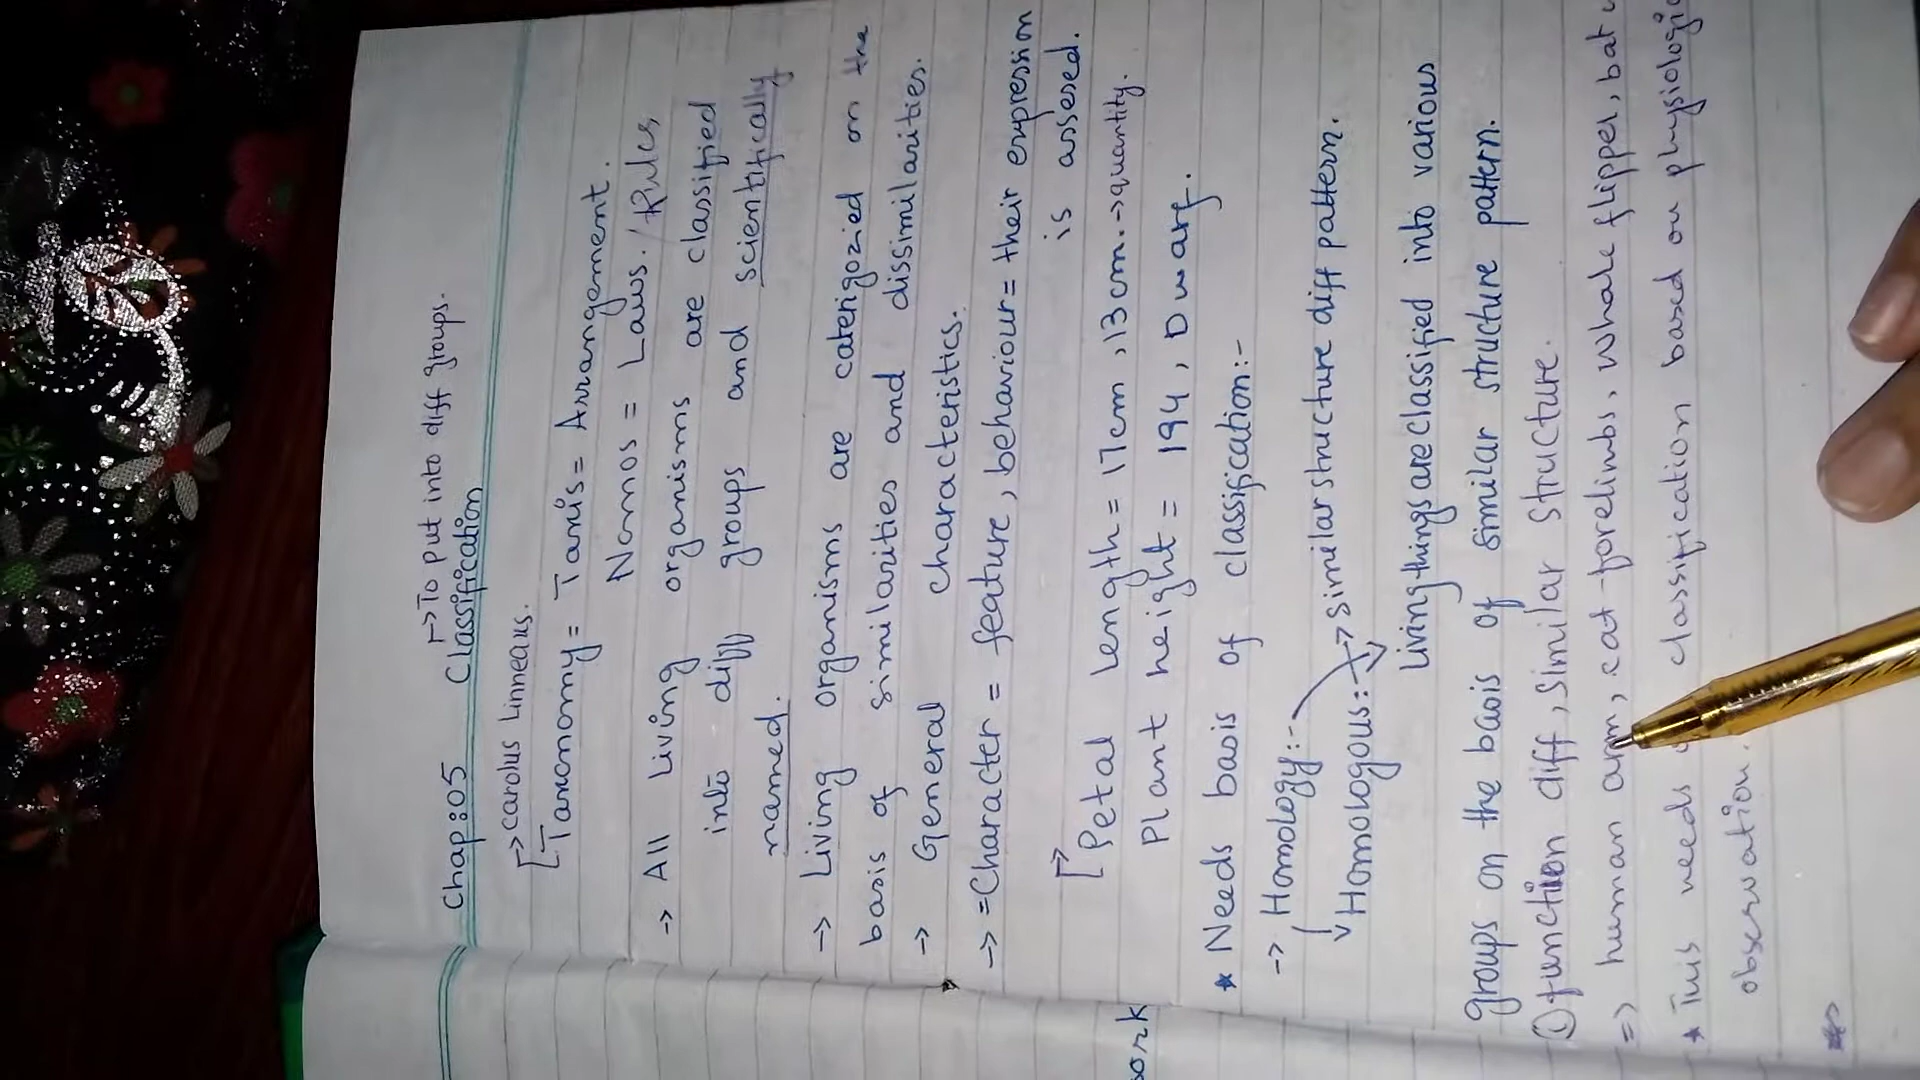 →To put into diff groups.
Chap:05 Classification
→carolus Linneaus.
Taxonomy = Taxis = Arrangement.
Nomos = Laws. / Rules
→ All living organisms are classified
into diff groups and scientifically
named.
→ Living organisms are caterigozied on the
basis of similarities and dissimilarities.
→ General characteristics.
→ =Character = feature, behaviour = their expression
is assesed.
Petal length = 17cm, 13cm.→quantity.
Plant height = 194, Dwarf.
* Needs basis of classification:-
→ Homology:- →similar structure diff pattern.
Homologous:-
Living things are classified into various
groups on the basis of similar structure pattern.
① function diff, similar structure.
=> human arm, cat forelimbs, whale flipper, bat
* This needs classification based on physiologic
observation.
work